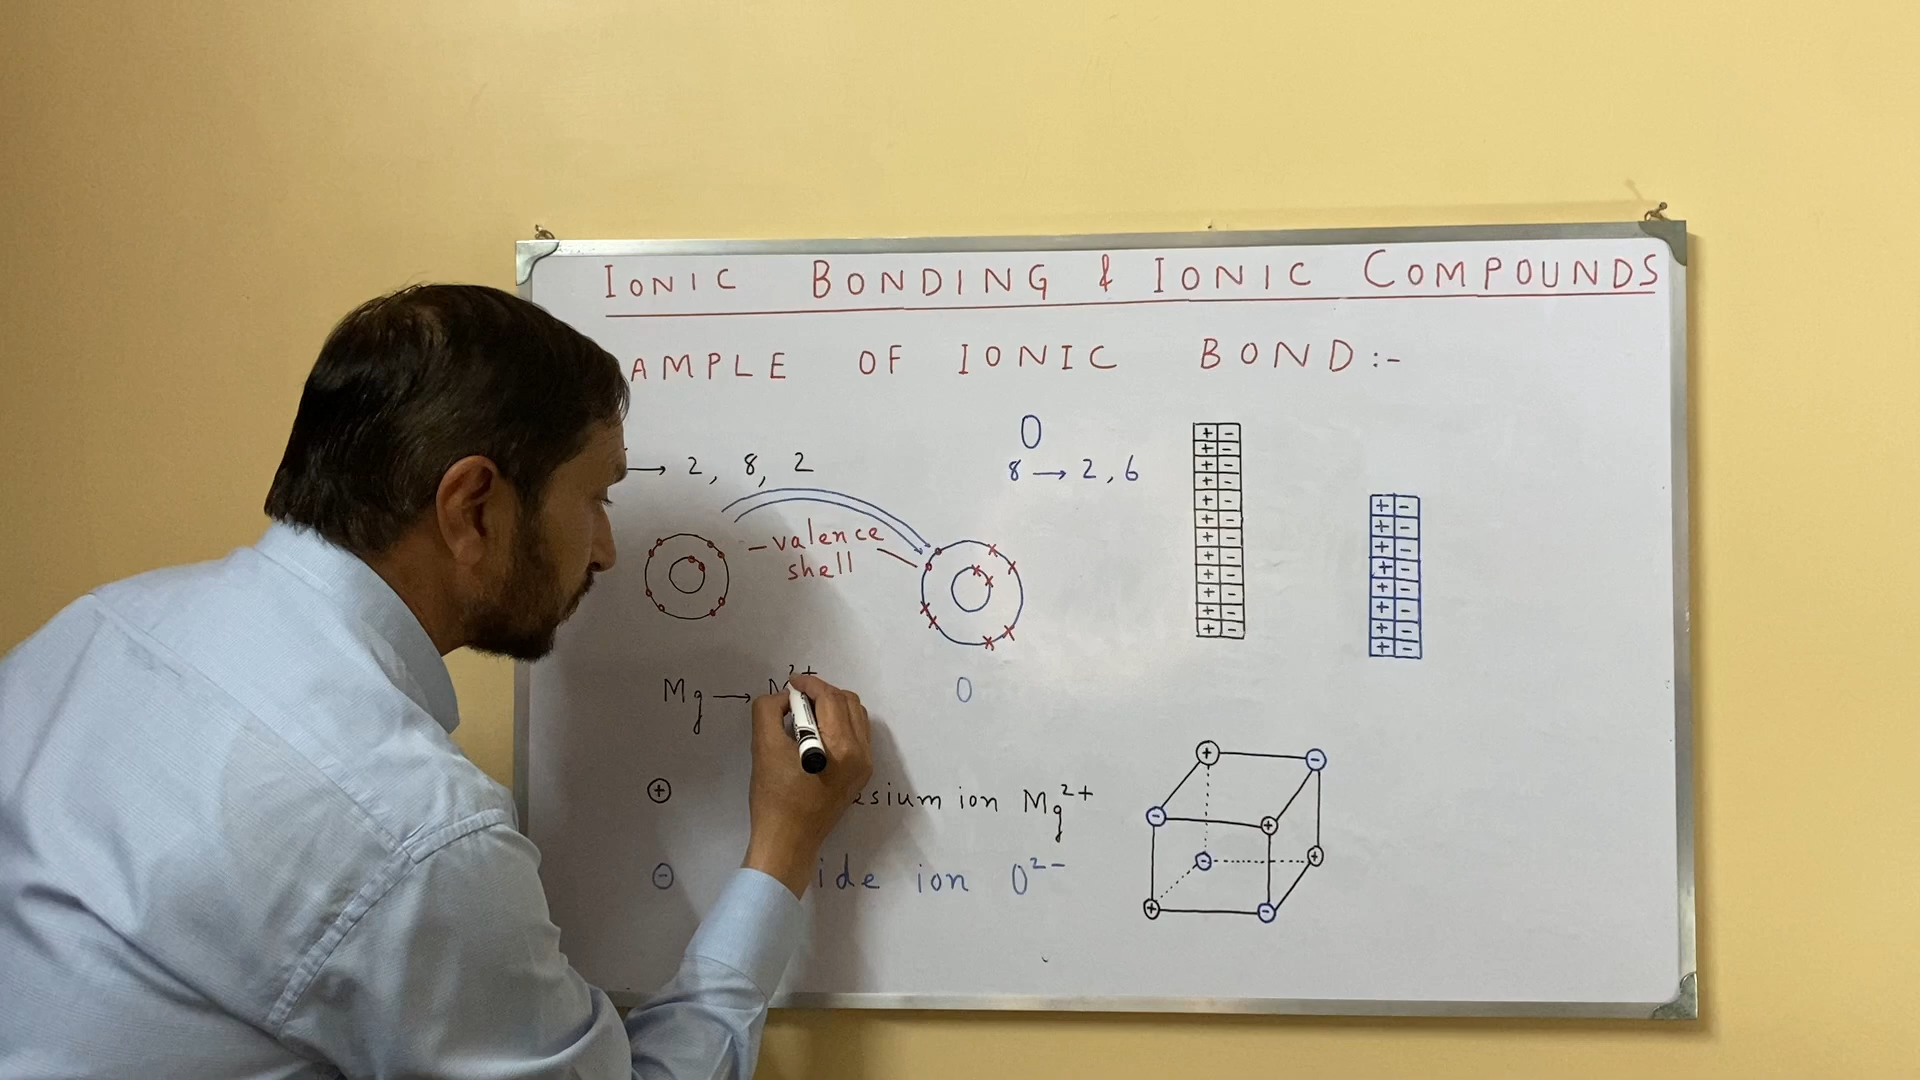 IONIC BONDING & IONIC COMPOUNDS
AMPLE OF IONIC BOND:-
O
→ 2, 8, 2
8 → 2, 6
valence
shell
Mg → M 2+
O
+
esium ion Mg2+
-
ide ion O2-